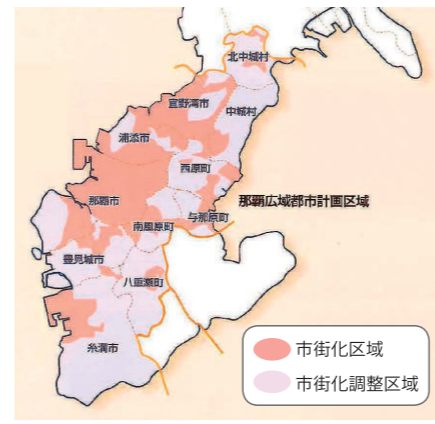 北中城村
宜野湾市
中城村
浦添市
西原町
那覇市
那覇広域都市計画区域
与那原町
南風原町
豊見城市
八重瀬町
糸満市
市街化区域
市街化調整区域